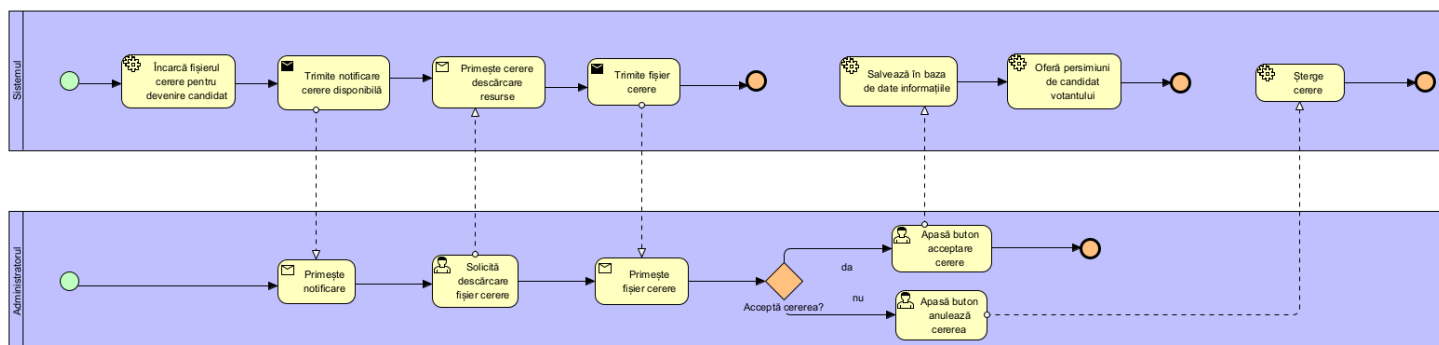 Sistemul
Încarcă fișierul
cerere pentru
devenire candidat
Trimite notificare
cerere disponibilă
Primește cerere
descărcare
resurse
Trimite fișier
cerere
Salvează în baza
de date informațiile
Oferă persimiuni
de candidat
votantului
Șterge
cerere
Administratorul
Primește
notificare
Solicită
descărcare
fișier cerere
Primește
fișier cerere
Acceptă cererea?
da
nu
Apasă buton
acceptare
cerere
Apasă buton
anulează
cererea